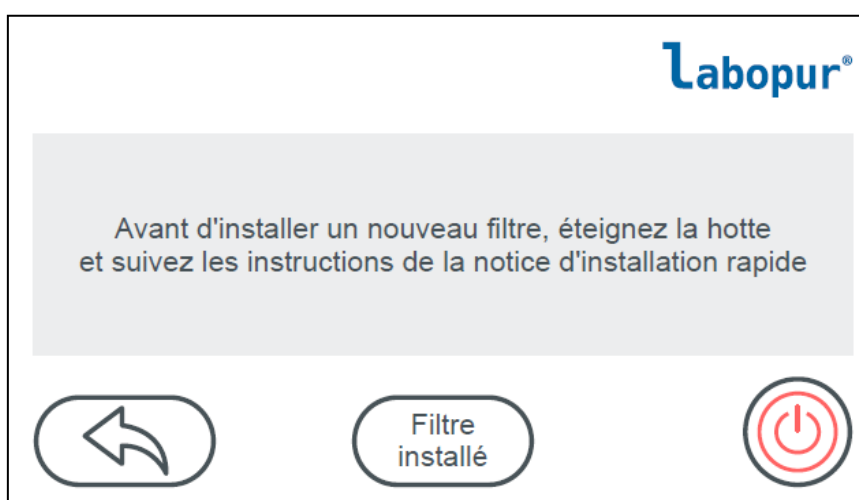 labopur®
Avant d'installer un nouveau filtre, éteignez la hotte
et suivez les instructions de la notice d'installation rapide
Filtre
installé